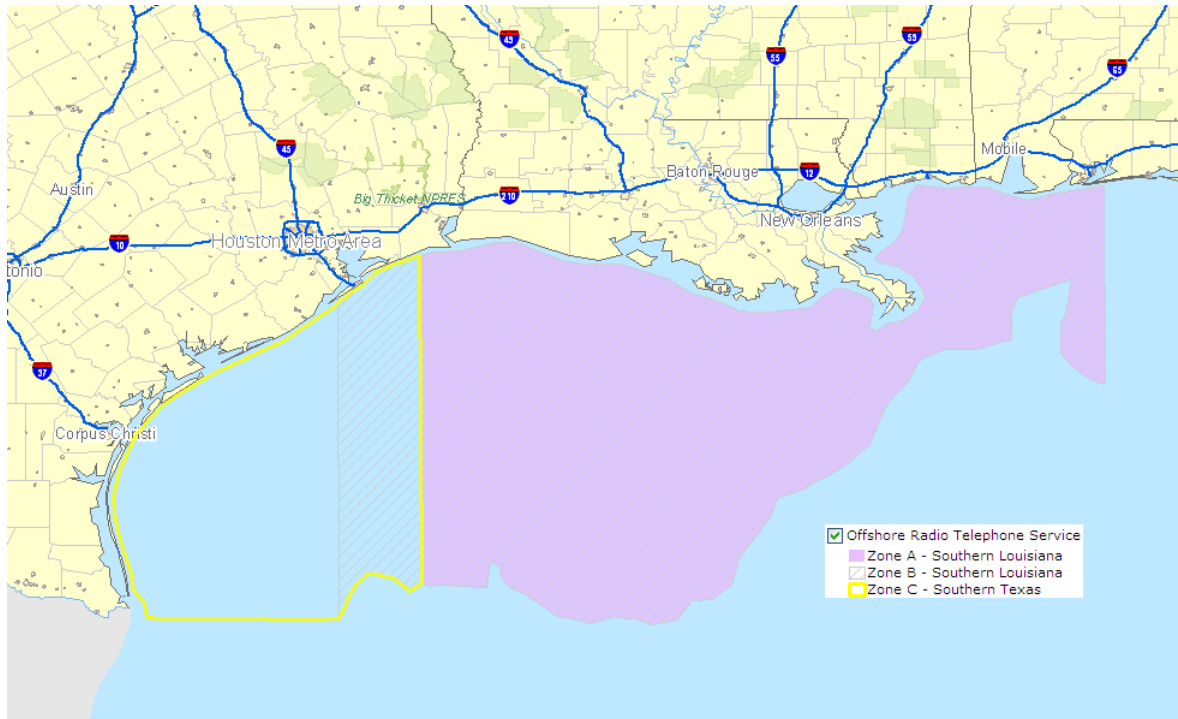 49
55
59
65
45
Austin
Baton Rouge
12
Mobile
Big Thicket NPRES
210
New Orleans
10
Houston Metro Area
tonio
37
Corpus Christi
Offshore Radio Telephone Service
Zone A - Southern Louisiana
Zone B - Southern Louisiana
Zone C - Southern Texas